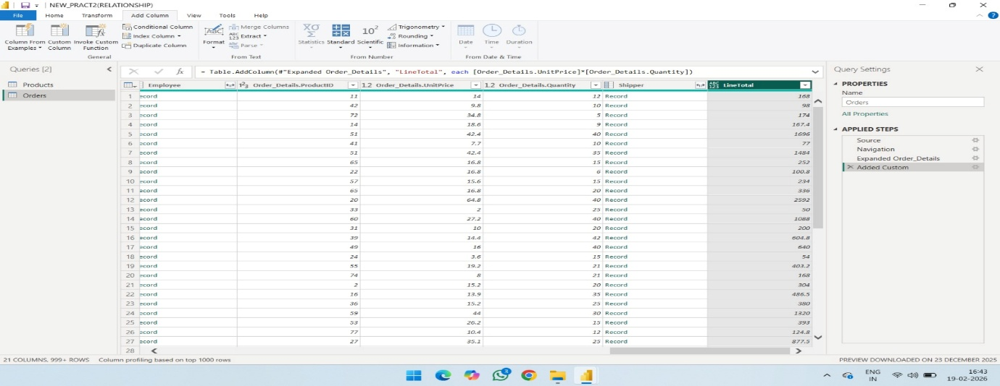 NEW_PRACT2(RELATIONSHIP)
File Home Transform Add Column View Tools Help
Column From Examples Custom Column Invoke Custom Function
Conditional Column
Index Column
Duplicate Column
General
Format
Merge Columns
Extract
Parse
From Text
Statistics Standard Scientific
10²
Trigonometry
Rounding
Information
From Number
Date Time Duration
From Date & Time
Queries [2]
Products
Orders
= Table.AddColumn(#"Expanded Order_Details", "LineTotal", each [Order_Details.UnitPrice]*[Order_Details.Quantity])
Employee 1²3 Order_Details.ProductID 1.2 Order_Details.UnitPrice 1.2 Order_Details.Quantity Shipper ABC 123 LineTotal
1 ecord 11 14 12 Record 168
2 ecord 42 9.8 10 Record 98
3 ecord 72 34.8 5 Record 174
4 ecord 14 18.6 9 Record 167.4
5 ecord 51 42.4 40 Record 1696
6 ecord 41 7.7 10 Record 77
7 ecord 51 42.4 35 Record 1484
8 ecord 65 16.8 15 Record 252
9 ecord 22 16.8 6 Record 100.8
10 ecord 57 15.6 15 Record 234
11 ecord 65 16.8 20 Record 336
12 ecord 20 64.8 40 Record 2592
13 ecord 33 2 25 Record 50
14 ecord 60 27.2 40 Record 1088
15 ecord 31 10 20 Record 200
16 ecord 39 14.4 42 Record 604.8
17 ecord 49 16 40 Record 640
18 ecord 24 3.6 15 Record 54
19 ecord 55 19.2 21 Record 403.2
20 ecord 74 8 21 Record 168
21 ecord 2 15.2 20 Record 304
22 ecord 16 13.9 35 Record 486.5
23 ecord 36 15.2 25 Record 380
24 ecord 59 44 30 Record 1320
25 ecord 53 26.2 15 Record 393
26 ecord 77 10.4 12 Record 124.8
27 ecord 27 35.1 25 Record 877.5
28
Query Settings
PROPERTIES
Name
Orders
All Properties
APPLIED STEPS
Source
Navigation
Expanded Order_Details
Added Custom
21 COLUMNS, 999+ ROWS Column profiling based on top 1000 rows
PREVIEW DOWNLOADED ON 23 DECEMBER 2025
3
ENG
IN
16:43
19-02-2026